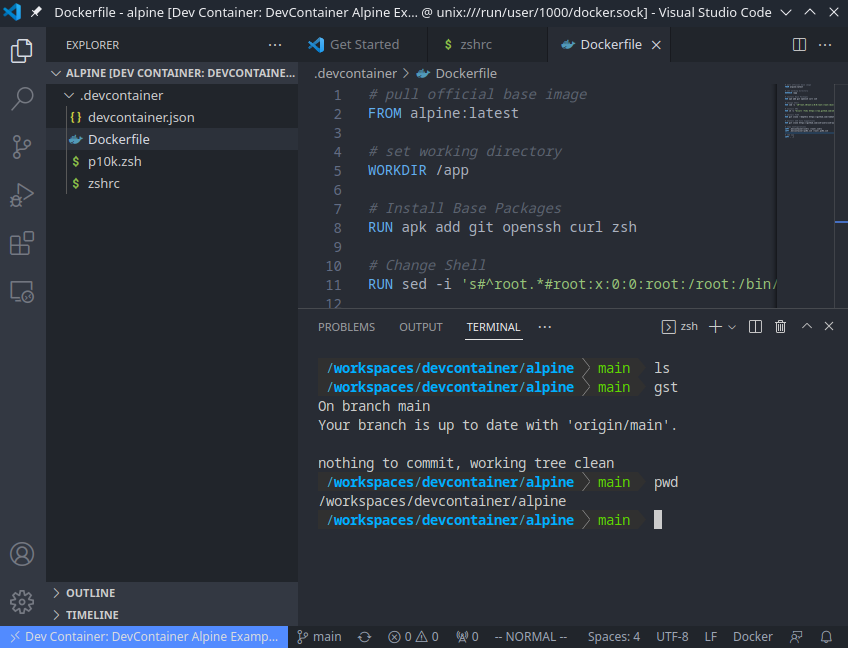 Dockerfile - alpine [Dev Container: DevContainer Alpine Ex... @ unix:///run/user/1000/docker.sock] - Visual Studio Code
EXPLORER
Get Started
$ zshrc
Dockerfile
ALPINE [DEV CONTAINER: DEVCONTAINE...
.devcontainer
{} devcontainer.json
Dockerfile
$ p10k.zsh
$ zshrc
OUTLINE
TIMELINE
.devcontainer > Dockerfile
1 # pull official base image
2 FROM alpine:latest
3
4 # set working directory
5 WORKDIR /app
6
7 # Install Base Packages
8 RUN apk add git openssh curl zsh
9
10 # Change Shell
11 RUN sed -i 's#^root.*#root:x:0:0:root:/root:/bin/
12
PROBLEMS OUTPUT TERMINAL ... zsh
/workspaces/devcontainer/alpine main ls
/workspaces/devcontainer/alpine main gst
On branch main
Your branch is up to date with 'origin/main'.
nothing to commit, working tree clean
/workspaces/devcontainer/alpine main pwd
/workspaces/devcontainer/alpine
/workspaces/devcontainer/alpine main
Dev Container: DevContainer Alpine Examp... main 0 0 0 -- NORMAL -- Spaces: 4 UTF-8 LF Docker